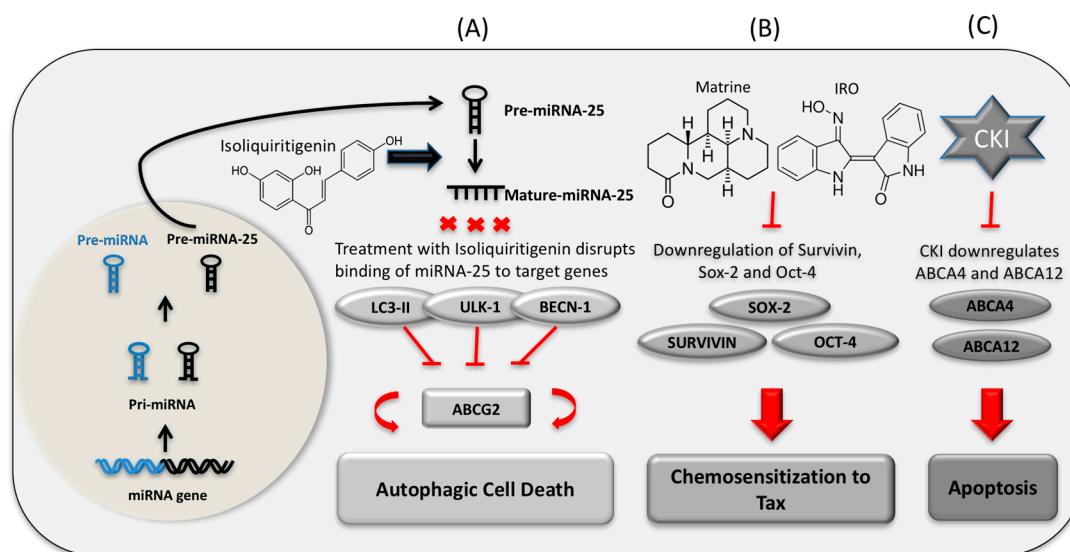 (A)
(B)
(C)
Matrine
IRO
Pre-miRNA-25
Isoliquiritigenin
OH
OH
HO
O
Mature-miRNA-25
H
H
H
H
N
N
O
HO
N
N
H
O
NH
CKI
Pre-miRNA
Pre-miRNA-25
Treatment with Isoliquiritigenin disrupts
binding of miRNA-25 to target genes
Downregulation of Survivin,
Sox-2 and Oct-4
CKI downregulates
ABCA4 and ABCA12
LC3-II
ULK-1
BECN-1
SOX-2
SURVIVIN
OCT-4
ABCA4
ABCA12
Pri-miRNA
ABCG2
miRNA gene
Autophagic Cell Death
Chemosensitization to
Tax
Apoptosis